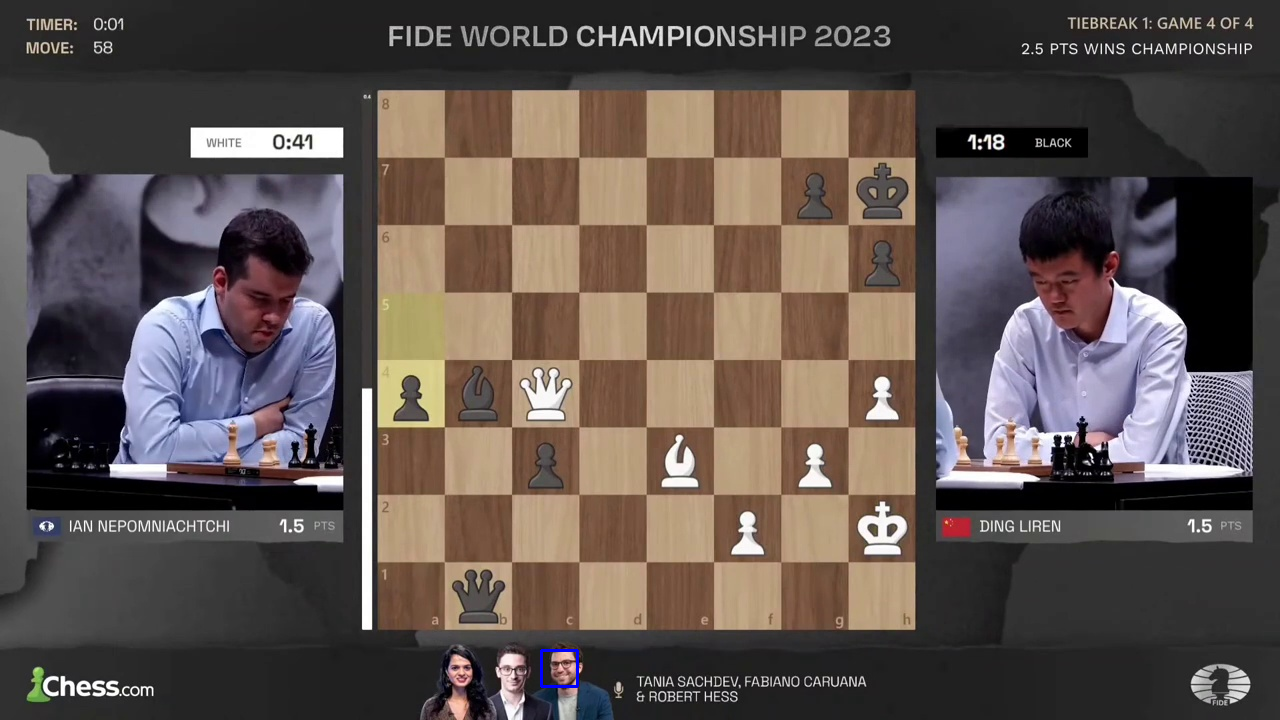 TIMER: 0:01
MOVE: 58
FIDE WORLD CHAMPIONSHIP 2023
TIEBREAK 1: GAME 4 OF 4
2.5 PTS WINS CHAMPIONSHIP
WHITE 0:41
1:18 BLACK
0.4
8
7
6
5
4
3
2
1
a b c d e f g h
IAN NEPOMNIACHTCHI 1.5 PTS
DING LIREN 1.5 PTS
Chess.com
TANIA SACHDEV, FABIANO CARUANA
& ROBERT HESS
FIDE